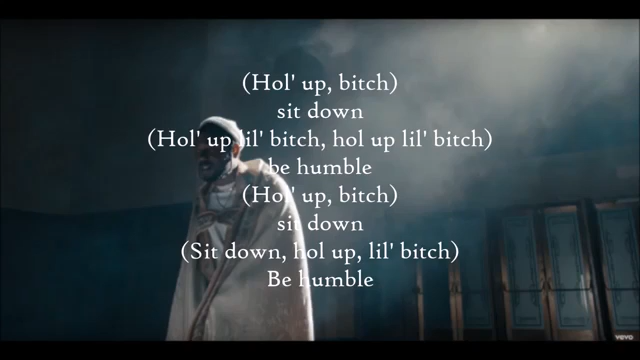 (Hol' up, bitch)
sit down
(Hol' up lil' bitch, hol up lil' bitch)
be humble
(Hol' up, bitch)
sit down
(Sit down, hol up, lil' bitch)
Be humble
vevo